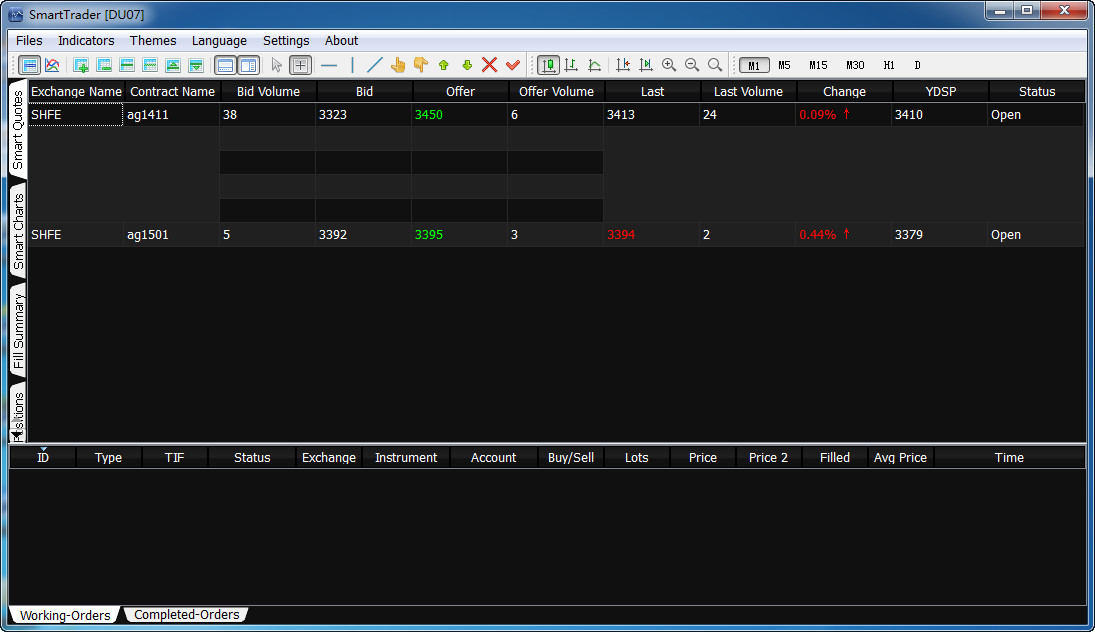 SmartTrader [DU07]
Files Indicators Themes Language Settings About
M1 M5 M15 M30 H1 D
Smart Quotes
Smart Charts
Fill Summary
Exchange Name Contract Name Bid Volume Bid Offer Offer Volume Last Last Volume Change YDSP Status
SHFE ag1411 38 3323 3450 6 3413 24 0.09% ↑ 3410 Open
SHFE ag1501 5 3392 3395 3 3394 2 0.44% ↑ 3379 Open
ID Type TIF Status Exchange Instrument Account Buy/Sell Lots Price Price 2 Filled Avg Price Time
Working-Orders Completed-Orders